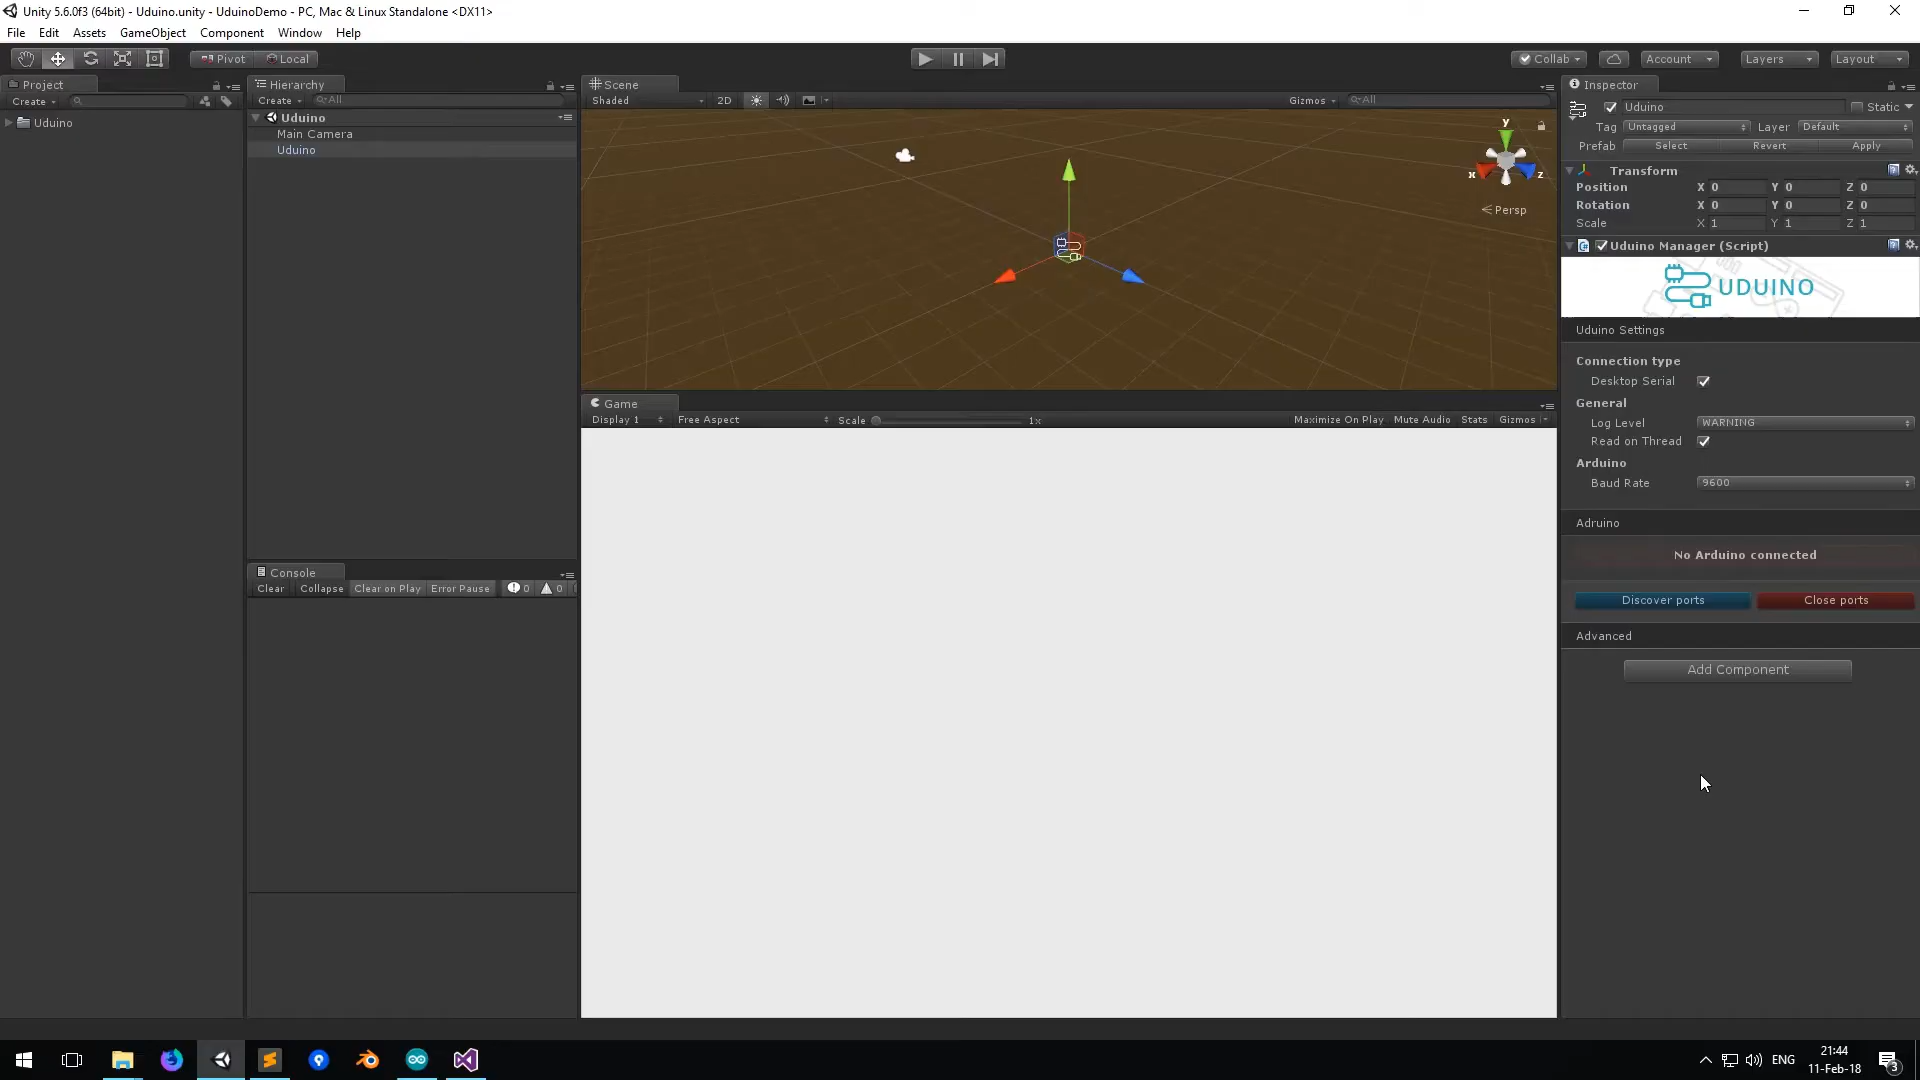 Unity 5.6.0f3 (64bit) - Uduino.unity - UduinoDemo - PC, Mac & Linux Standalone <DX11>
File Edit Assets GameObject Component Window Help
Pivot Local Collab Account Layers Layout
Project
Create
Uduino
Hierarchy
Create All
Uduino
Main Camera
Uduino
Console
Clear Collapse Clear on Play Error Pause 0 0
Scene
Shaded 2D Gizmos All
y
x z
Persp
Game
Display 1 Free Aspect Scale 1x Maximize On Play Mute Audio Stats Gizmos
Inspector
Uduino Static
Tag Untagged Layer Default
Prefab Select Revert Apply
Transform
Position X 0 Y 0 Z 0
Rotation X 0 Y 0 Z 0
Scale X 1 Y 1 Z 1
Uduino Manager (Script)
UDUINO
Uduino Settings
Connection type
Desktop Serial
General
Log Level WARNING
Read on Thread
Arduino
Baud Rate 9600
Adruino
No Arduino connected
Discover ports Close ports
Advanced
Add Component
ENG
21:44
11-Feb-18
3